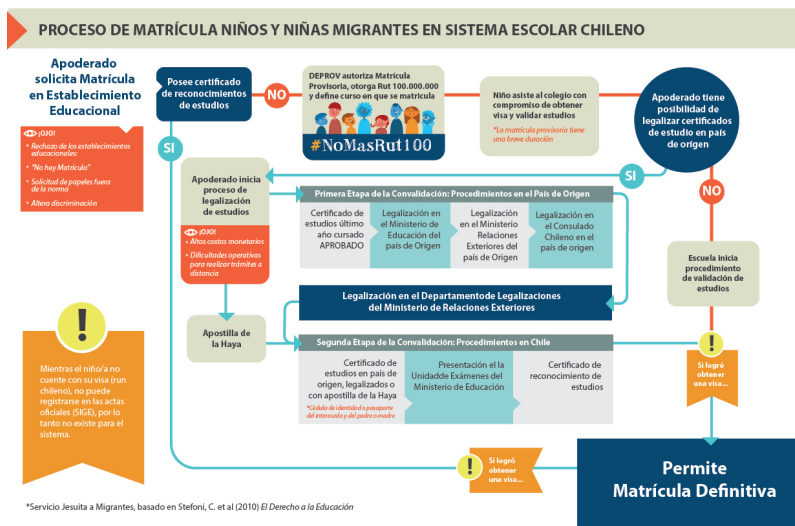 PROCESO DE MATRÍCULA NIÑOS Y NIÑAS MIGRANTES EN SISTEMA ESCOLAR CHILENO
Apoderado
solicita Matrícula
en Establecimiento
Educacional
¡OJO!
• Rechazo de los establecimientos
educacionales:
• "No hay Matrícula"
• Solicitud de papeles fuera
de la norma
• Altera discriminación
Posee certificado
de reconocimientos
de estudios
NO
DEPROV autoriza Matrícula
Provisoria, otorga Rut 100.000.000
y define curso en que se matricula
#NoMasRut100
Niño asiste al colegio con
compromiso de obtener
visa y validar estudios
*La matrícula provisoria tiene
una breve duración
Apoderado tiene
posibilidad de
legalizar certificados
de estudio en país
de origen
SI
SI
NO
Apoderado inicia
proceso de
legalización
de estudios
¡OJO!
• Altos costos monetarios
• Dificultades operativas
para realizar trámites a
distancia
Primera Etapa de la Convalidación: Procedimientos en el País de Origen
Certificado de
estudios último
año cursado
APROBADO
Legalización en
el Ministerio de
Educación del
país de Origen
Legalización
en el Ministerio
Relaciones
Exteriores del
país de Origen
Legalización en
el Consulado
Chileno en el
país de origen
Escuela inicia
procedimiento
de validación de
estudios
Legalización en el Departamentode Legalizaciones
del Ministerio de Relaciones Exteriores
Apostilla de
la Haya
Segunda Etapa de la Convalidación: Procedimientos en Chile
Certificado de
estudios en país de
origen, legalizados o
con apostilla de la Haya
*Cédula de identidad o pasaporte
del interesado y del padre o madre
Presentación el la
Unidadde Exámenes del
Ministerio de Educación
Certificado de
reconocimiento de
estudios
!
Si logró
obtener
una visa...
!
Mientras el niño/a no
cuente con su visa (run
chileno), no puede
registrarse en las actas
oficiales (SIGE), por lo
tanto no existe para el
sistema.
!
Si logró
obtener
una visa...
Permite
Matrícula Definitiva
*Servicio Jesuita a Migrantes, basado en Stefoni, C. et al (2010) El Derecho a la Educación